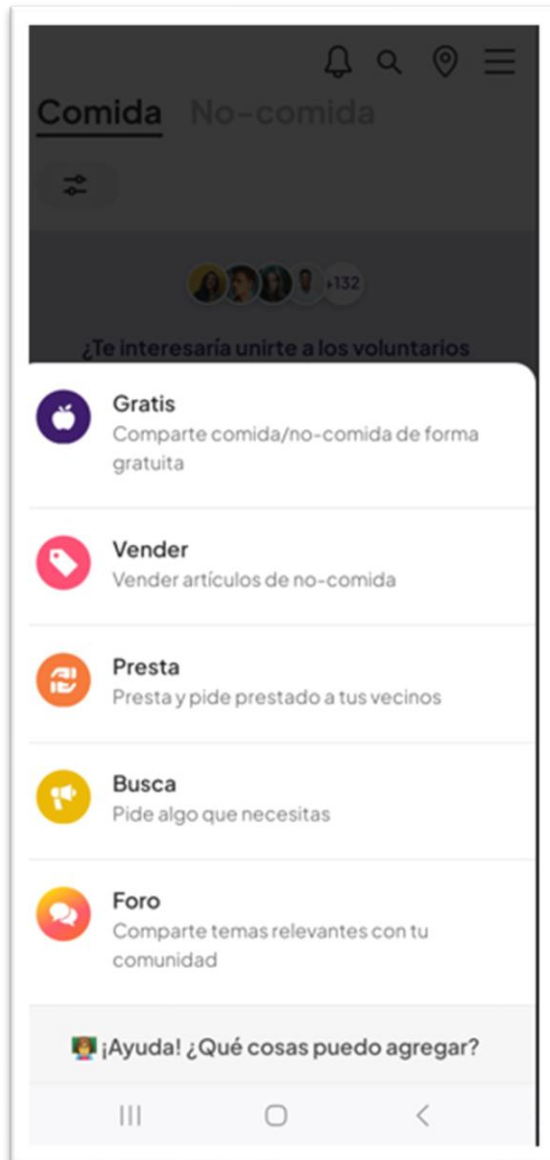 Comida No-comida
+132
¿Te interesaría unirte a los voluntarios
Gratis
Comparte comida/no-comida de forma
gratuita
Vender
Vender artículos de no-comida
Presta
Presta y pide prestado a tus vecinos
Busca
Pide algo que necesitas
Foro
Comparte temas relevantes con tu
comunidad
¡Ayuda! ¿Qué cosas puedo agregar?